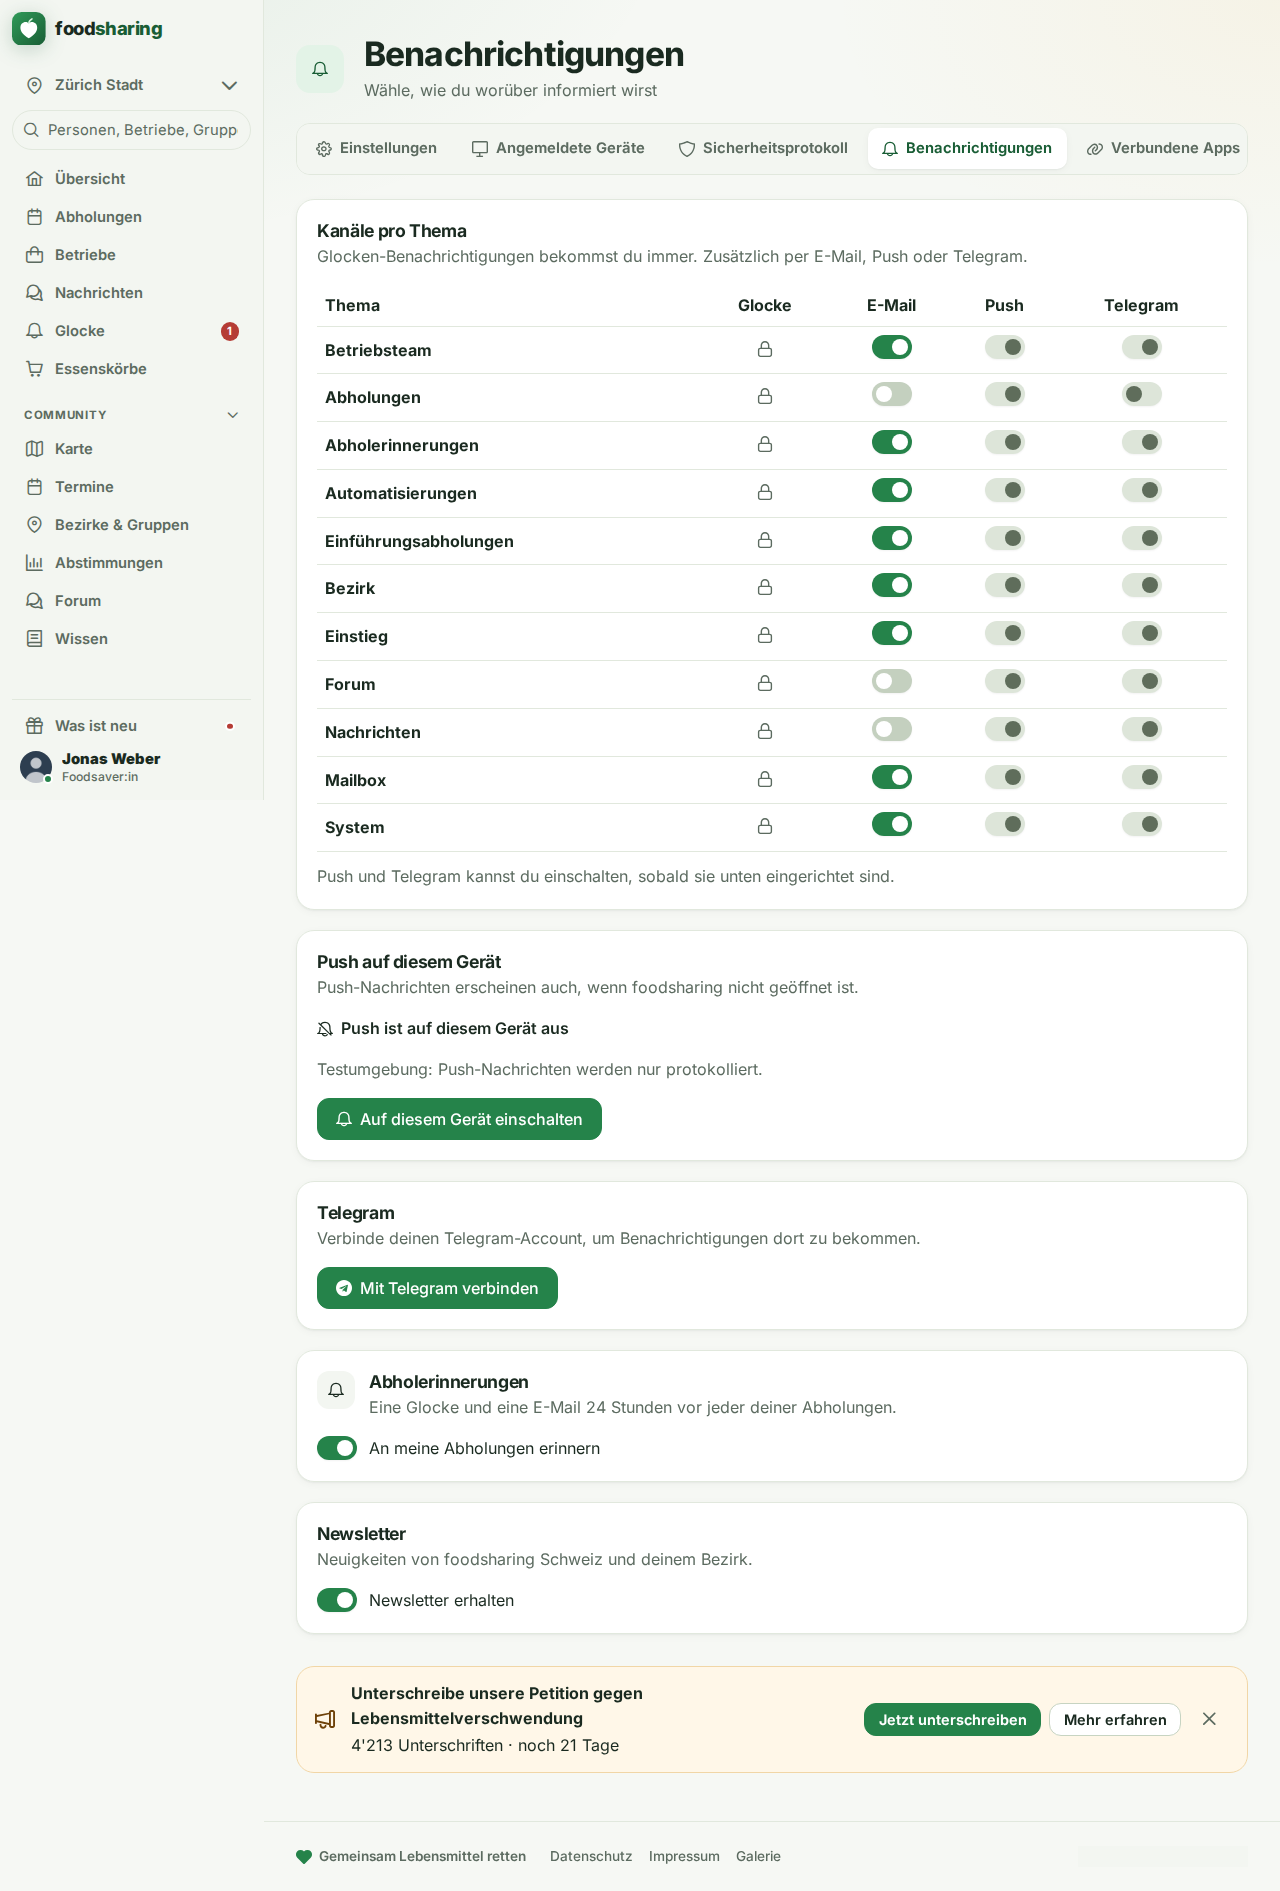 foodsharing
Zürich Stadt
Personen, Betriebe, Grupp
Übersicht
Abholungen
Betriebe
Nachrichten
Glocke
1
Essenskörbe
COMMUNITY
Karte
Termine
Bezirke & Gruppen
Abstimmungen
Forum
Wissen
Was ist neu
Jonas Weber
Foodsaver:in
Benachrichtigungen
Wähle, wie du worüber informiert wirst
Einstellungen
Angemeldete Geräte
Sicherheitsprotokoll
Benachrichtigungen
Verbundene Apps
Kanäle pro Thema
Glocken-Benachrichtigungen bekommst du immer. Zusätzlich per E-Mail, Push oder Telegram.
Thema Glocke E-Mail Push Telegram
Betriebsteam
Abholungen
Abholerinnerungen
Automatisierungen
Einführungsabholungen
Bezirk
Einstieg
Forum
Nachrichten
Mailbox
System
Push und Telegram kannst du einschalten, sobald sie unten eingerichtet sind.
Push auf diesem Gerät
Push-Nachrichten erscheinen auch, wenn foodsharing nicht geöffnet ist.
Push ist auf diesem Gerät aus
Testumgebung: Push-Nachrichten werden nur protokolliert.
Auf diesem Gerät einschalten
Telegram
Verbinde deinen Telegram-Account, um Benachrichtigungen dort zu bekommen.
Mit Telegram verbinden
Abholerinnerungen
Eine Glocke und eine E-Mail 24 Stunden vor jeder deiner Abholungen.
An meine Abholungen erinnern
Newsletter
Neuigkeiten von foodsharing Schweiz und deinem Bezirk.
Newsletter erhalten
Unterschreibe unsere Petition gegen
Lebensmittelverschwendung
4'213 Unterschriften · noch 21 Tage
Jetzt unterschreiben
Mehr erfahren
Gemeinsam Lebensmittel retten
Datenschutz
Impressum
Galerie